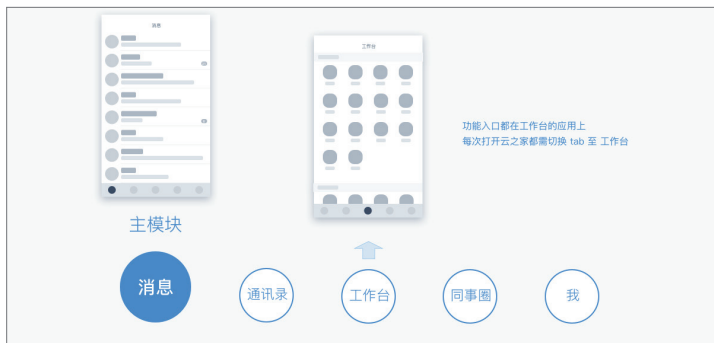 消息
工作台
功能入口都在工作台的应用上
每次打开云之家都需切换 tab 至 工作台
主模块
消息
通讯录
工作台
同事圈
我